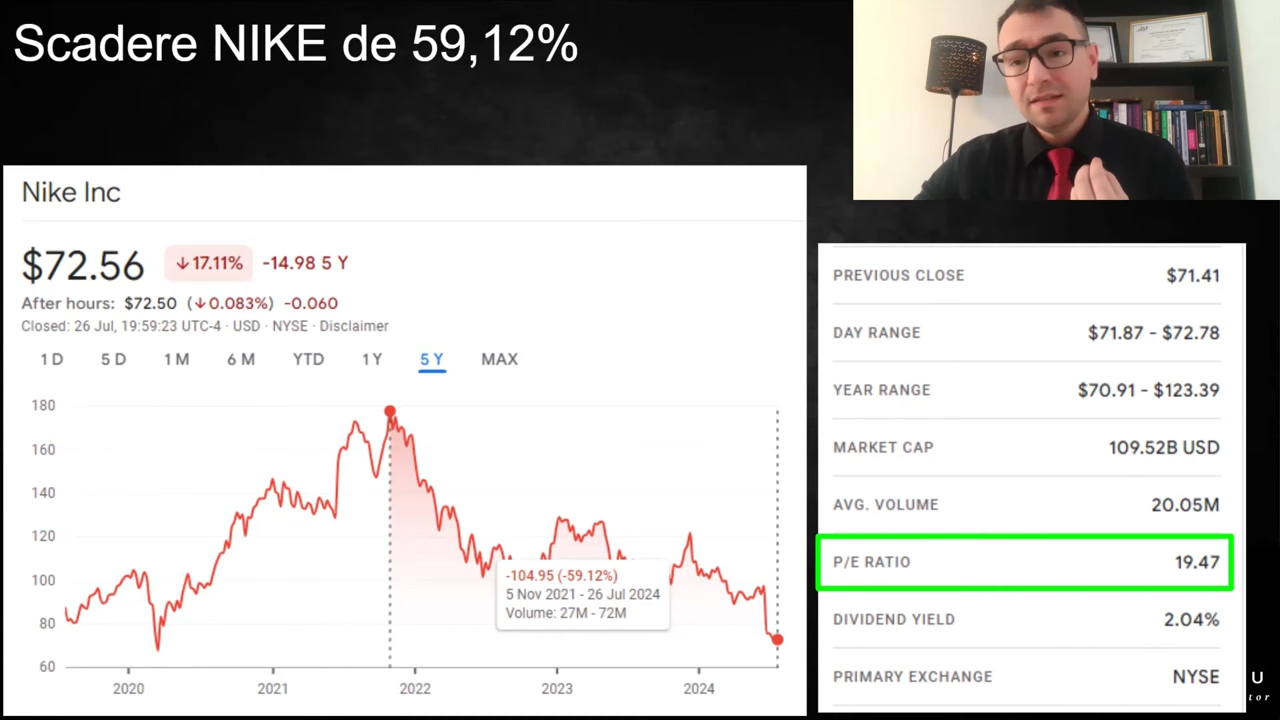 Scadere NIKE de 59,12%
Nike Inc
$72.56 ↓17.11% -14.98 5 Y
After hours: $72.50 (↓0.083%) -0.060
Closed: 26 Jul, 19:59:23 UTC-4 · USD · NYSE · Disclaimer
1 D 5 D 1 M 6 M YTD 1 Y 5 Y MAX
180
160
140
120
100
80
60
-104.95 (-59.12%)
5 Nov 2021 - 26 Jul 2024
Volume: 27M - 72M
2020 2021 2022 2023 2024
PREVIOUS CLOSE $71.41
DAY RANGE $71.87 - $72.78
YEAR RANGE $70.91 - $123.39
MARKET CAP 109.52B USD
AVG. VOLUME 20.05M
P/E RATIO 19.47
DIVIDEND YIELD 2.04%
PRIMARY EXCHANGE NYSE
U
tor